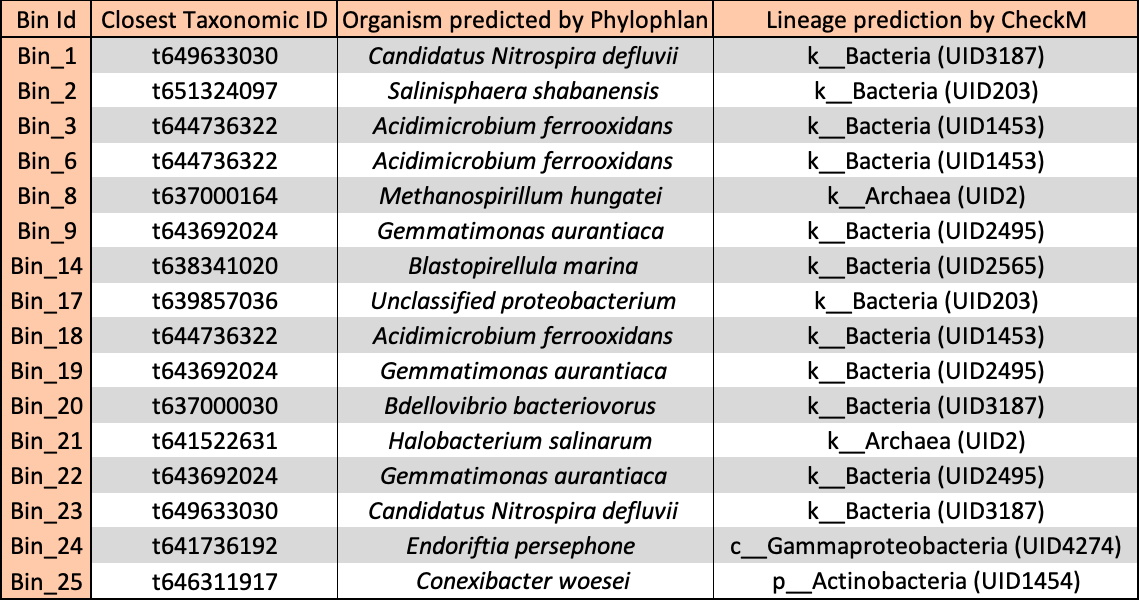 Bin Id Closest Taxonomic ID Organism predicted by Phylophlan Lineage prediction by CheckM
Bin_1 t649633030 Candidatus Nitrospira defluvii k__Bacteria (UID3187)
Bin_2 t651324097 Salinisphaera shabanensis k__Bacteria (UID203)
Bin_3 t644736322 Acidimicrobium ferrooxidans k__Bacteria (UID1453)
Bin_6 t644736322 Acidimicrobium ferrooxidans k__Bacteria (UID1453)
Bin_8 t637000164 Methanospirillum hungatei k__Archaea (UID2)
Bin_9 t643692024 Gemmatimonas aurantiaca k__Bacteria (UID2495)
Bin_14 t638341020 Blastopirellula marina k__Bacteria (UID2565)
Bin_17 t639857036 Unclassified proteobacterium k__Bacteria (UID203)
Bin_18 t644736322 Acidimicrobium ferrooxidans k__Bacteria (UID1453)
Bin_19 t643692024 Gemmatimonas aurantiaca k__Bacteria (UID2495)
Bin_20 t637000030 Bdellovibrio bacteriovorus k__Bacteria (UID3187)
Bin_21 t641522631 Halobacterium salinarum k__Archaea (UID2)
Bin_22 t643692024 Gemmatimonas aurantiaca k__Bacteria (UID2495)
Bin_23 t649633030 Candidatus Nitrospira defluvii k__Bacteria (UID3187)
Bin_24 t641736192 Endoriftia persephone c__Gammaproteobacteria (UID4274)
Bin_25 t646311917 Conexibacter woesei p__Actinobacteria (UID1454)